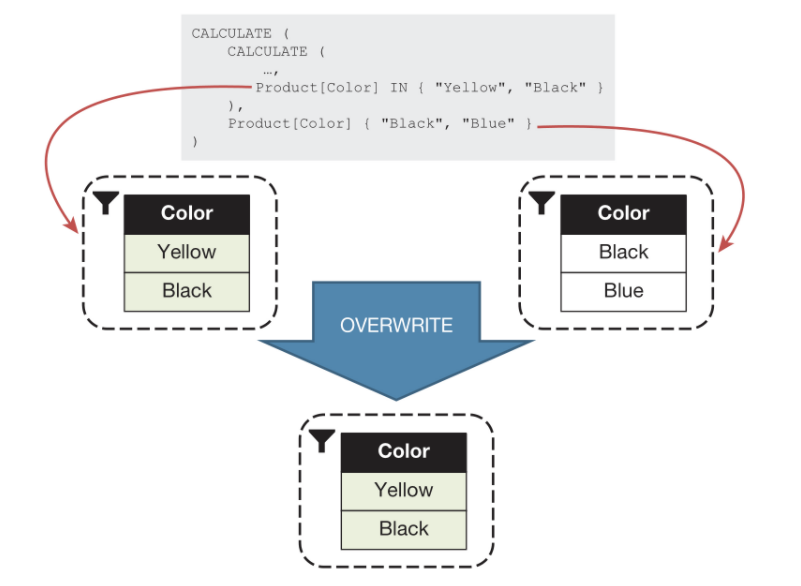 CALCULATE (
CALCULATE (
…,
Product[Color] IN { "Yellow", "Black" }
),
Product[Color] { "Black", "Blue" }
)
Color
Yellow
Black
Color
Black
Blue
OVERWRITE
Color
Yellow
Black